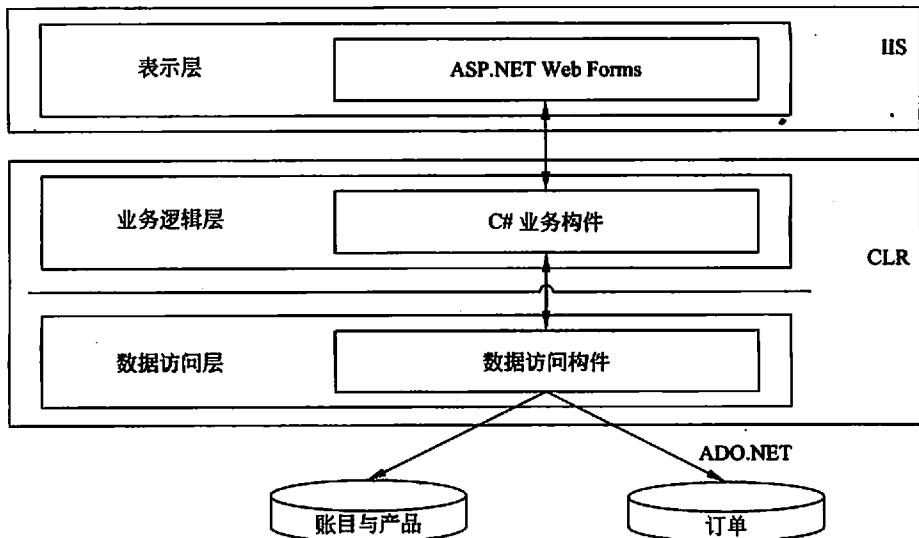 IIS
表示层
ASP.NET Web Forms
业务逻辑层
C# 业务构件
CLR
数据访问层
数据访问构件
ADO.NET
账目与产品
订单